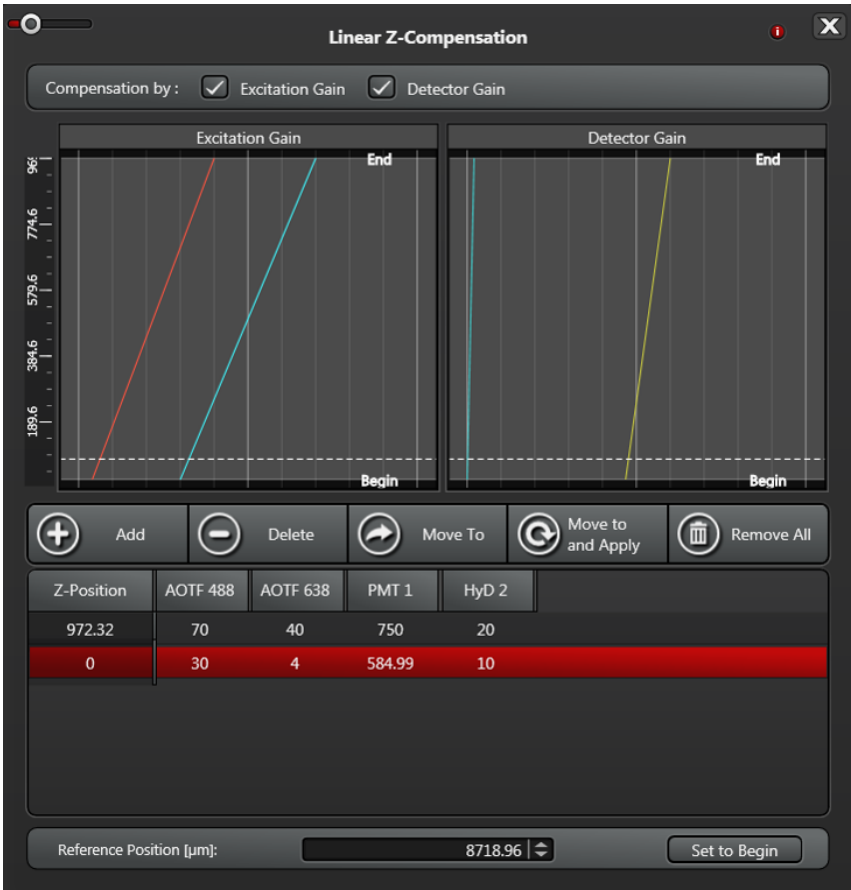 Linear Z-Compensation
i
X
Compensation by : Excitation Gain Detector Gain
Excitation Gain Detector Gain
End End
774.6
579.6
384.6
189.6
Begin Begin
Add Delete Move To Move to and Apply Remove All
Z-Position AOTF 488 AOTF 638 PMT 1 HyD 2
972.32 70 40 750 20
0 30 4 584.99 10
Reference Position [µm]: 8718.96 Set to Begin